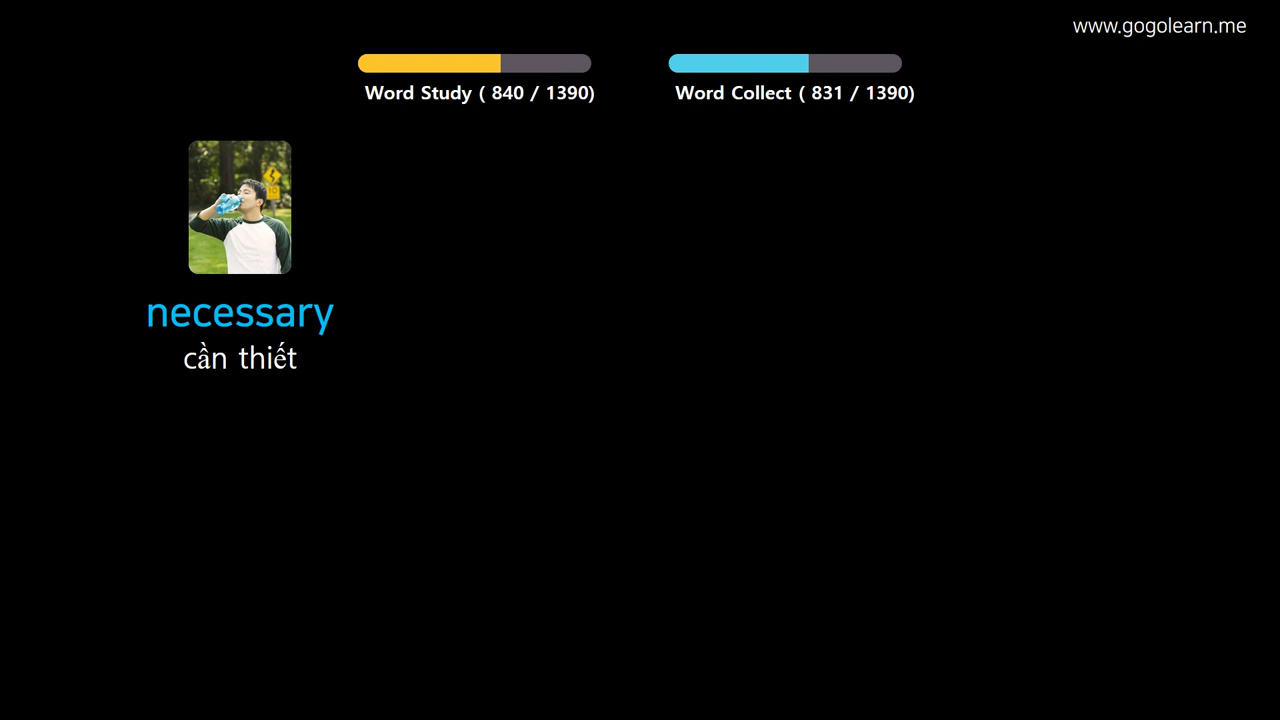 www.gogolearn.me
Word Study ( 840 / 1390)
Word Collect ( 831 / 1390)
necessary
cần thiết